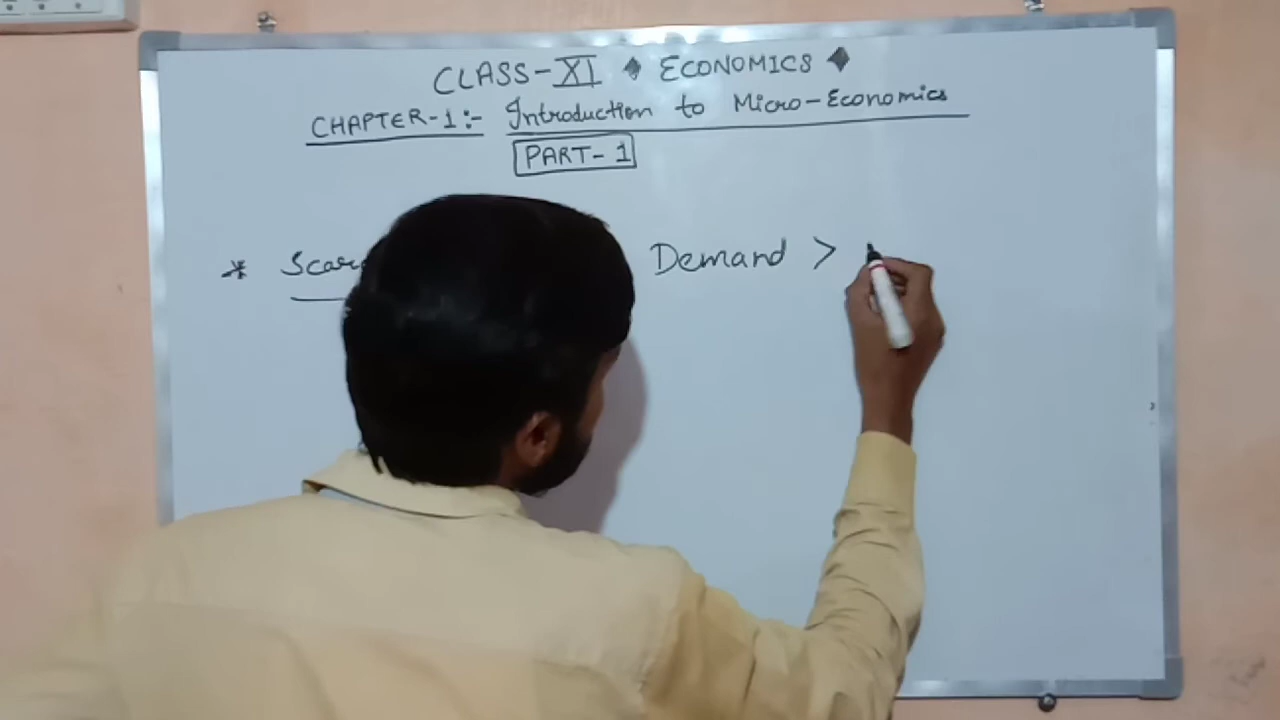 CLASS-XI ◆ ECONOMICS ◆
CHAPTER-1:- Introduction to Micro-Economics
PART-1
* Demand >